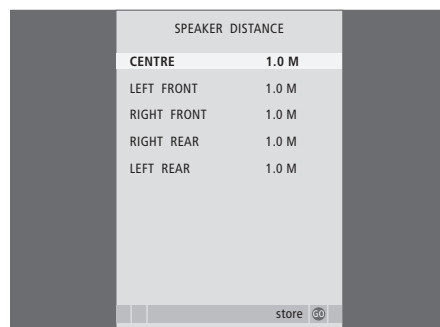 SPEAKER DISTANCE
CENTRE 1.0 M
LEFT FRONT 1.0 M
RIGHT FRONT 1.0 M
RIGHT REAR 1.0 M
LEFT REAR 1.0 M
store GO